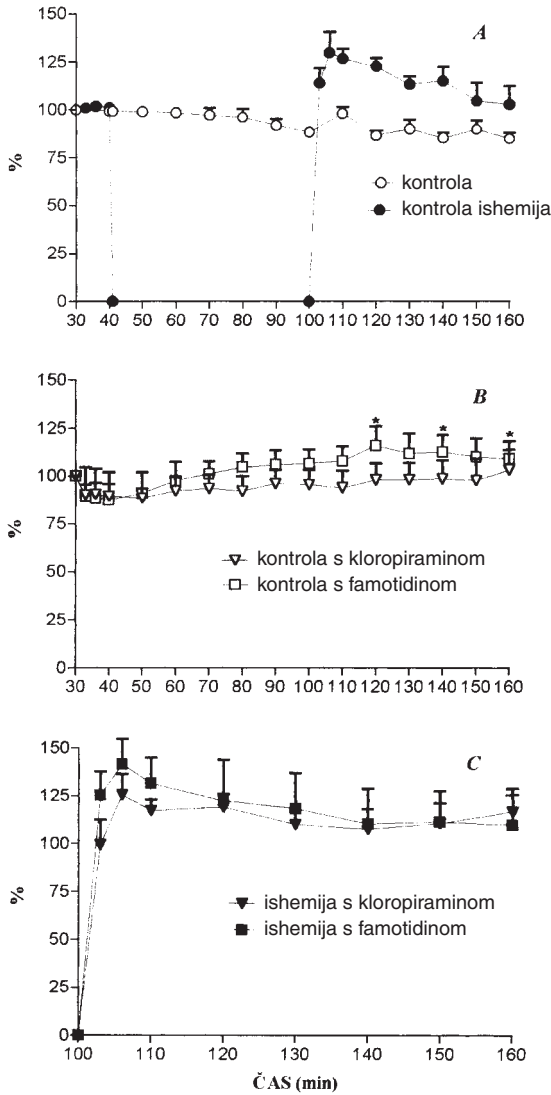 150
A
125
100
75
%
kontrola
50
kontrola ishemija
25
0
30 40 50 60 70 80 90 100 110 120 130 140 150 160
150
B
* * *
125
100
75
%
kontrola s kloropiraminom
50
kontrola s famotidinom
25
0
30 40 50 60 70 80 90 100 110 120 130 140 150 160
150
C
125
100
75
%
ishemija s kloropiraminom
50
ishemija s famotidinom
25
0
100 110 120 130 140 150 160
ČAS (min)